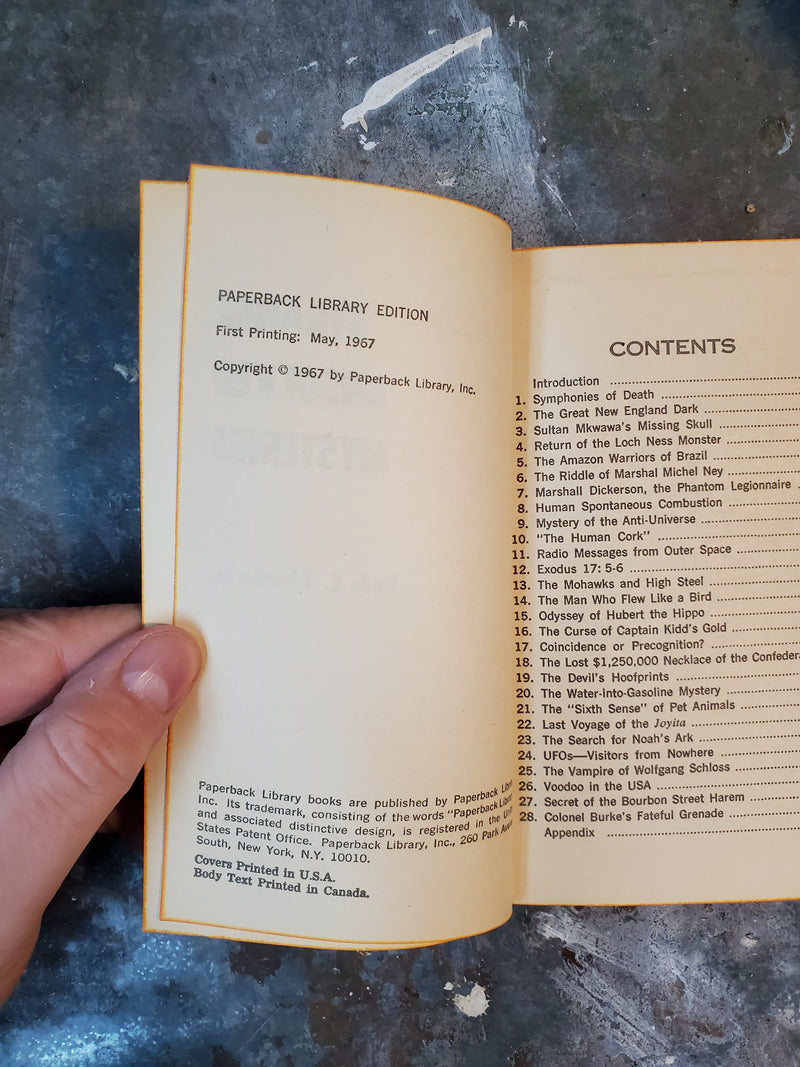 PAPERBACK LIBRARY EDITION
First Printing: May, 1967
Copyright © 1967 by Paperback Library, Inc.
Paperback Library books are published by Paperback
Inc. Its trademark, consisting of the words "Paperback
and associated distinctive design, is registered in the
States Patent Office. Paperback Library, Inc., 260 Park
South, New York, N.Y. 10010.
Covers Printed in U.S.A.
Body Text Printed in Canada.
CONTENTS
Introduction
1. Symphonies of Death
2. The Great New England Dark
3. Sultan Mkwawa's Missing Skull
4. Return of the Loch Ness Monster
5. The Amazon Warriors of Brazil
6. The Riddle of Marshal Michel Ney
7. Marshall Dickerson, the Phantom Legionnaire
8. Human Spontaneous Combustion
9. Mystery of the Anti-Universe
10. "The Human Cork"
11. Radio Messages from Outer Space
12. Exodus 17: 5-6
13. The Mohawks and High Steel
14. The Man Who Flew Like a Bird
15. Odyssey of Hubert the Hippo
16. The Curse of Captain Kidd's Gold
17. Coincidence or Precognition?
18. The Lost $1,250,000 Necklace of the Confedera
19. The Devil's Hoofprints
20. The Water-into-Gasoline Mystery
21. The "Sixth Sense" of Pet Animals
22. Last Voyage of the Joyita
23. The Search for Noah's Ark
24. UFOs—Visitors from Nowhere
25. The Vampire of Wolfgang Schloss
26. Voodoo in the USA
27. Secret of the Bourbon Street Harem
28. Colonel Burke's Fateful Grenade
Appendix